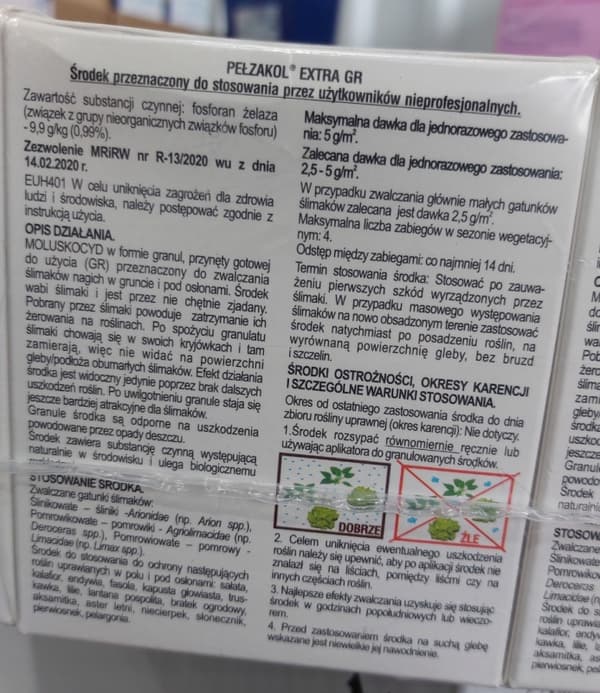 PEŁZAKOL® EXTRA GR
Środek przeznaczony do stosowania przez użytkowników nieprofesjonalnych.
Zawartość substancji czynnej: fosforan żelaza
(związek z grupy nieorganicznych związków fosforu)
- 9,9 g/kg (0,99%).
Zezwolenie MRiRW nr R-13/2020 wu z dnia
14.02.2020 r.
EUH401 W celu uniknięcia zagrożeń dla zdrowia
ludzi i środowiska, należy postępować zgodnie z
instrukcją użycia.
OPIS DZIAŁANIA.
MOLUSKOCYD w formie granul, przynęty gotowej
do użycia (GR) przeznaczony do zwalczania
ślimaków nagich w gruncie i pod osłonami. Środek
wabi ślimaki i jest przez nie chętnie zjadany.
Pobrany przez ślimaki powoduje zatrzymanie ich
żerowania na roślinach. Po spożyciu granulatu
ślimaki chowają się w swoich kryjówkach i tam
zamierają, więc nie widać na powierzchni
gleby/podłoża obumarłych ślimaków. Efekt działania
środka jest widoczny jedynie poprzez brak dalszych
uszkodzeń roślin. Po uwilgotnieniu granule staja się
jeszcze bardziej atrakcyjne dla ślimaków.
Granule środka są odporne na uszkodzenia
powodowane przez opady deszczu.
Środek zawiera substancję czynną występującą
naturalnie w środowisku i ulega biologicznemu
STOSOWANIE ŚRODKA.
Zwalczane gatunki ślimaków:
Ślinikowate – śliniki -Arionidae (np. Arion spp.),
Pomrowikowate – pomrowiki - Agriolimacidae (np.
Deroceras spp.), Pomrowiowate – pomrowy -
Limacidae (np. Limax spp.).
Środek do stosowania do ochrony następujących
roślin uprawianych w polu i pod osłonami: sałata,
kalafior, endywia, fasola, kapusta głowiasta, trus-
kawka, lilie, lantana pospolita, bratek ogrodowy,
aksamitka, aster letni, niecierpek, słonecznik,
pierwiosnek, pelargonia.
Maksymalna dawka dla jednorazowego zastosowa-
nia: 5 g/m².
Zalecana dawka dla jednorazowego zastosowania:
2,5 - 5 g/m².
W przypadku zwalczania głównie małych gatunków
ślimaków zalecana jest dawka 2,5 g/m².
Maksymalna liczba zabiegów w sezonie wegetacyj-
nym: 4.
Odstęp między zabiegami: co najmniej 14 dni.
Termin stosowania środka: Stosować po zauwa-
żeniu pierwszych szkód wyrządzonych przez
ślimaki. W przypadku masowego występowania
ślimaków na nowo obsadzonym terenie zastosować
środek natychmiast po posadzeniu roślin, na
wyrównaną powierzchnię gleby, bez bruzd
i szczelin.
ŚRODKI OSTROŻNOŚCI, OKRESY KARENCJI
I SZCZEGÓLNE WARUNKI STOSOWANIA.
Okres od ostatniego zastosowania środka do dnia
zbioru rośliny uprawnej (okres karencji): Nie dotyczy.
1.Środek rozsypać równomiernie ręcznie lub
używając aplikatora do granulowanych środków.
DOBRZE
ŹLE
2. Celem uniknięcia ewentualnego uszkodzenia
roślin należy się upewnić, aby po aplikacji środek nie
znalazł się na liściach, pomiędzy liśćmi czy na
innych częściach roślin.
3. Najlepsze efekty zwalczania uzyskuje się stosując
środek w godzinach popołudniowych lub wieczo-
rem.
4. Przed zastosowaniem środka na suchą glebę
wskazane jest niewielkie jej nawodnienie.